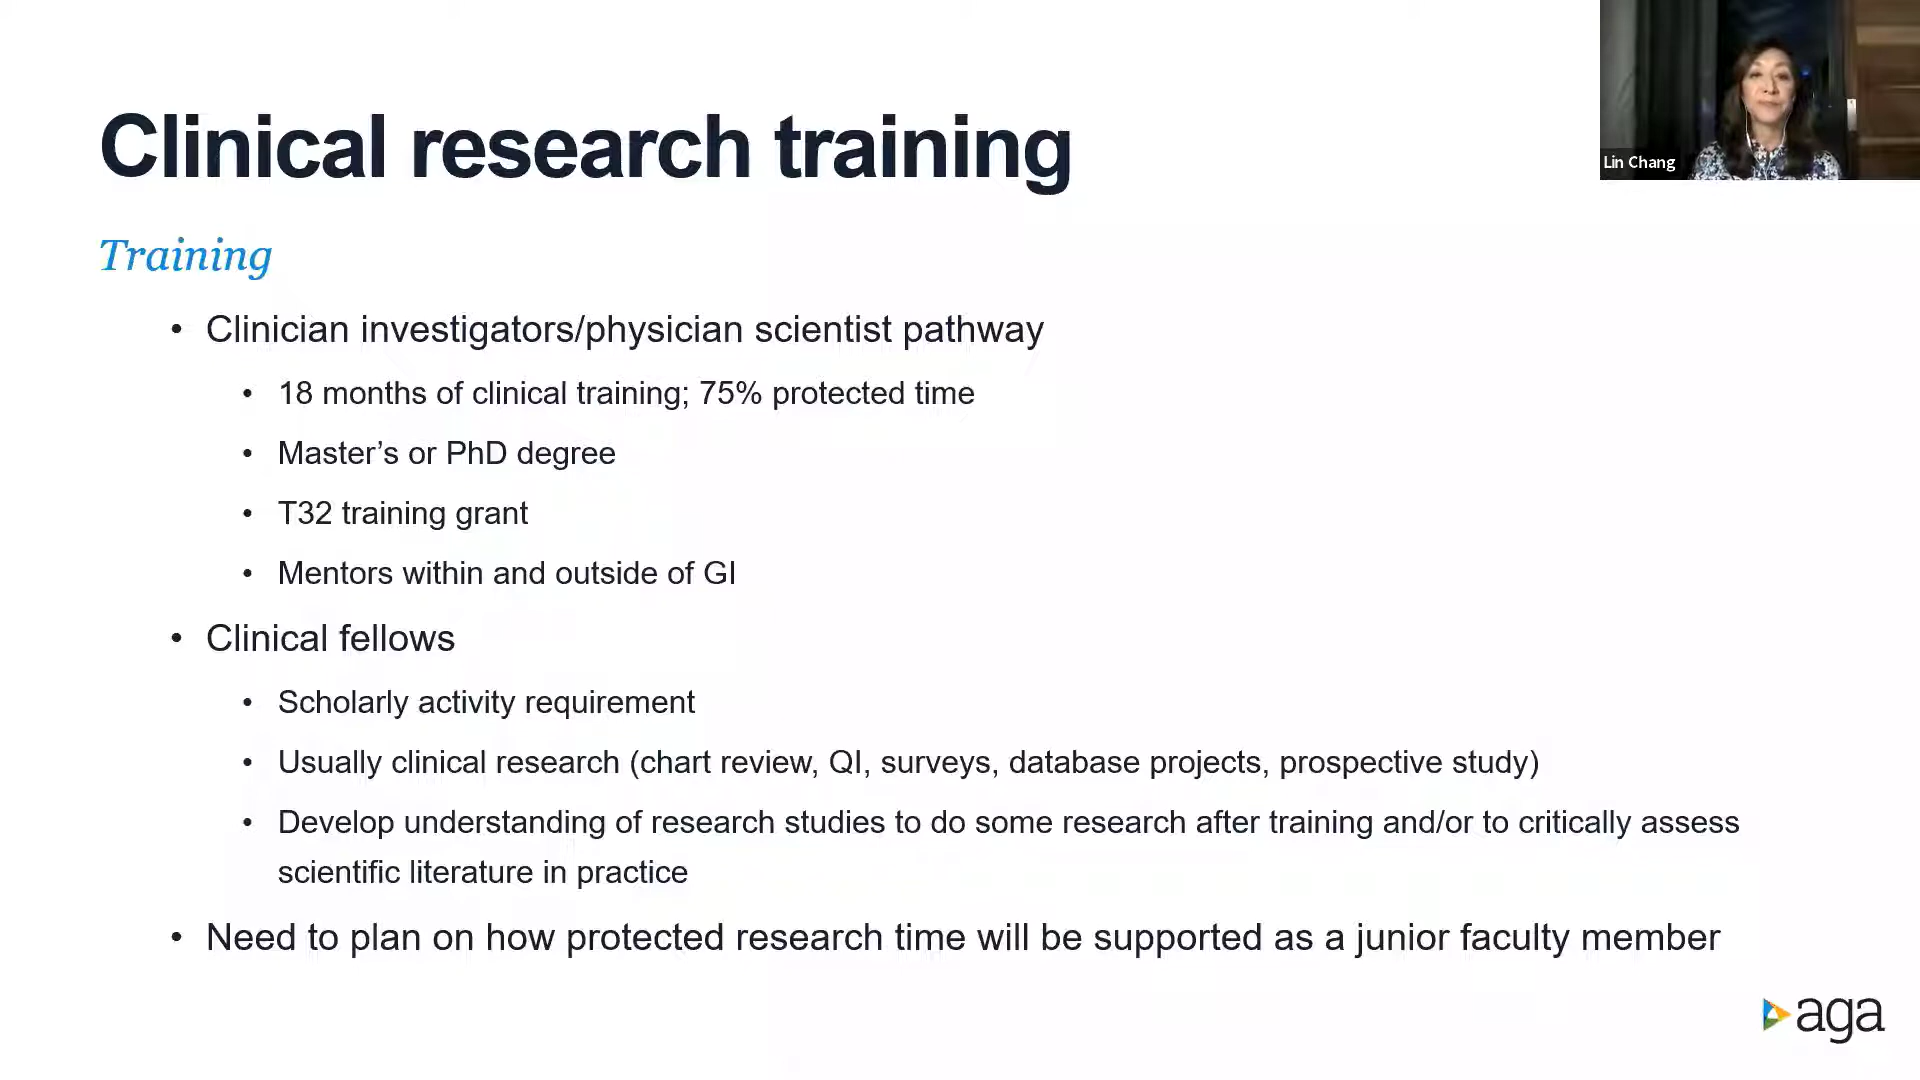 Clinical research training
Lin Chang
Training
• Clinician investigators/physician scientist pathway
• 18 months of clinical training; 75% protected time
• Master’s or PhD degree
• T32 training grant
• Mentors within and outside of GI
• Clinical fellows
• Scholarly activity requirement
• Usually clinical research (chart review, QI, surveys, database projects, prospective study)
• Develop understanding of research studies to do some research after training and/or to critically assess
scientific literature in practice
• Need to plan on how protected research time will be supported as a junior faculty member
aga